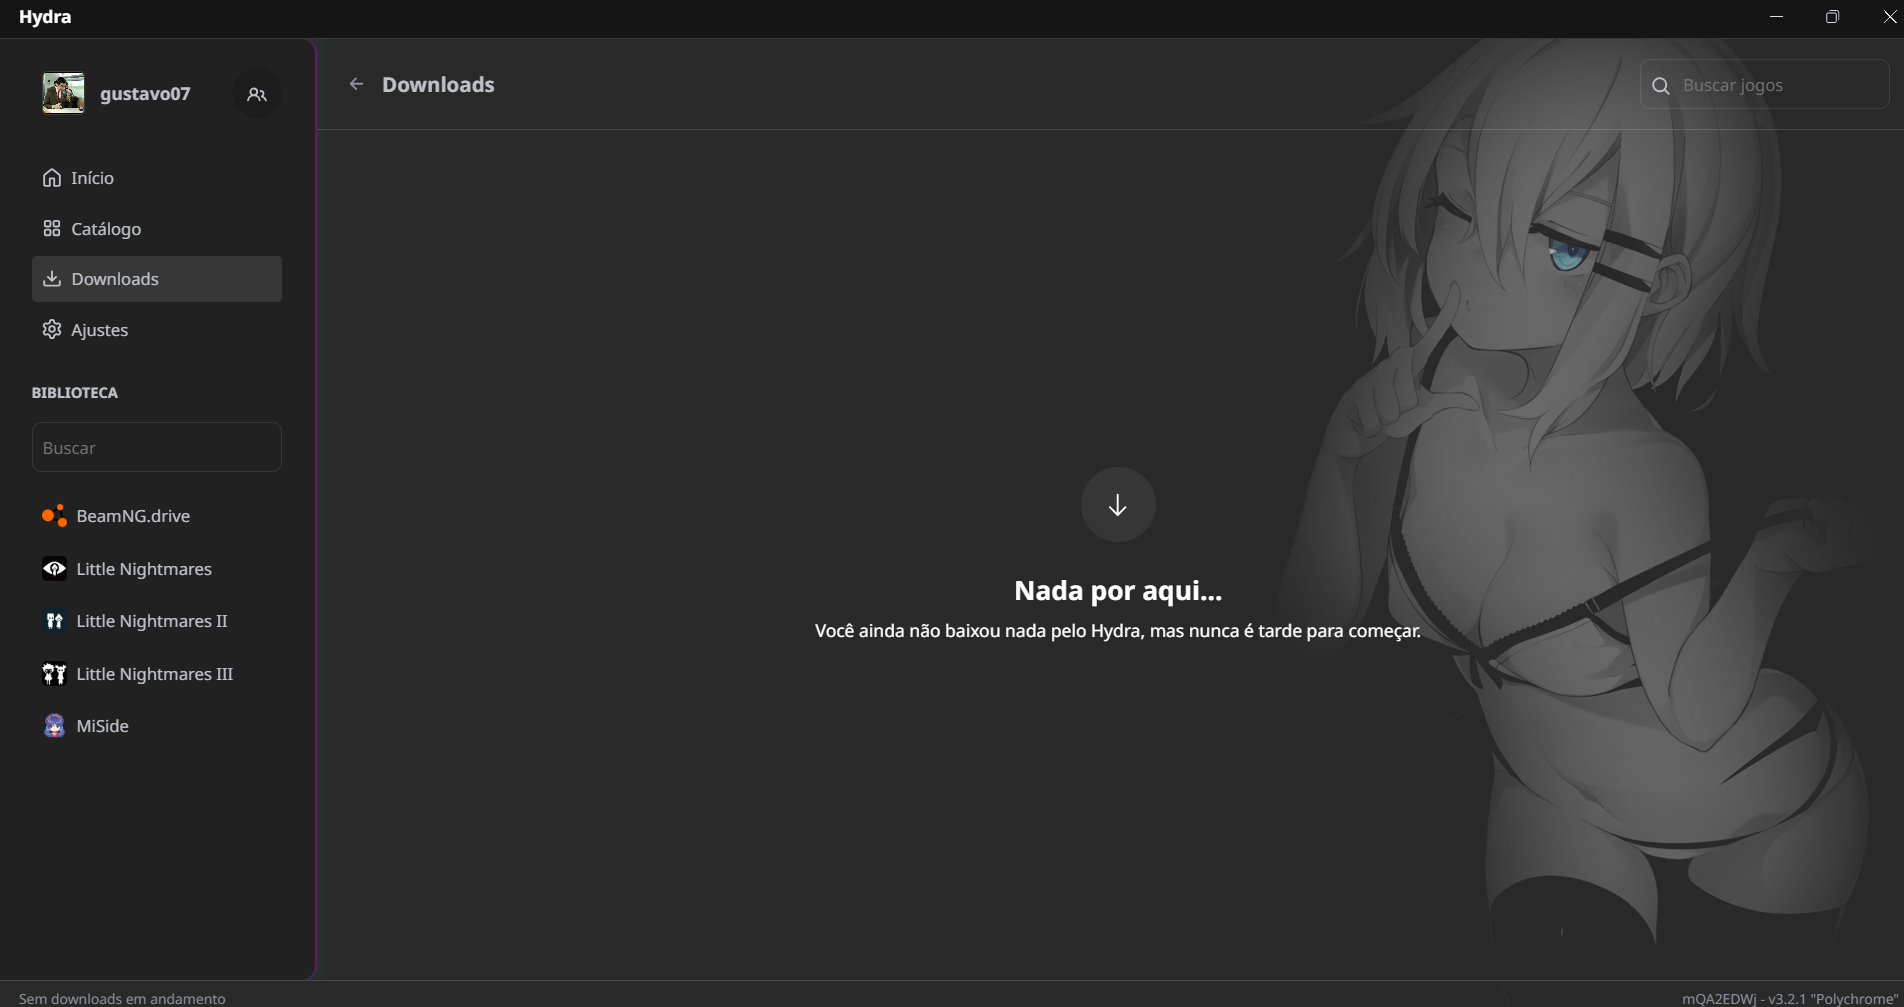 Hydra
gustavo07
Início
Catálogo
Downloads
Ajustes
BIBLIOTECA
Buscar
BeamNG.drive
Little Nightmares
Little Nightmares II
Little Nightmares III
MiSide
Downloads
Buscar jogos
Nada por aqui...
Você ainda não baixou nada pelo Hydra, mas nunca é tarde para começar.
Sem downloads em andamento
mQA2EDWj - v3.2.1 "Polychrome"